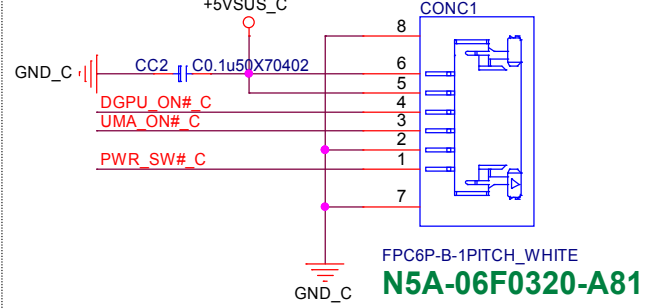 +5VSUS_C
CONC1
8
GND_C
CC2
C0.1u50X70402
6
5
DGPU_ON#_C
4
UMA_ON#_C
3
2
PWR_SW#_C
1
7
FPC6P-B-1PITCH_WHITE
N5A-06F0320-A81
GND_C